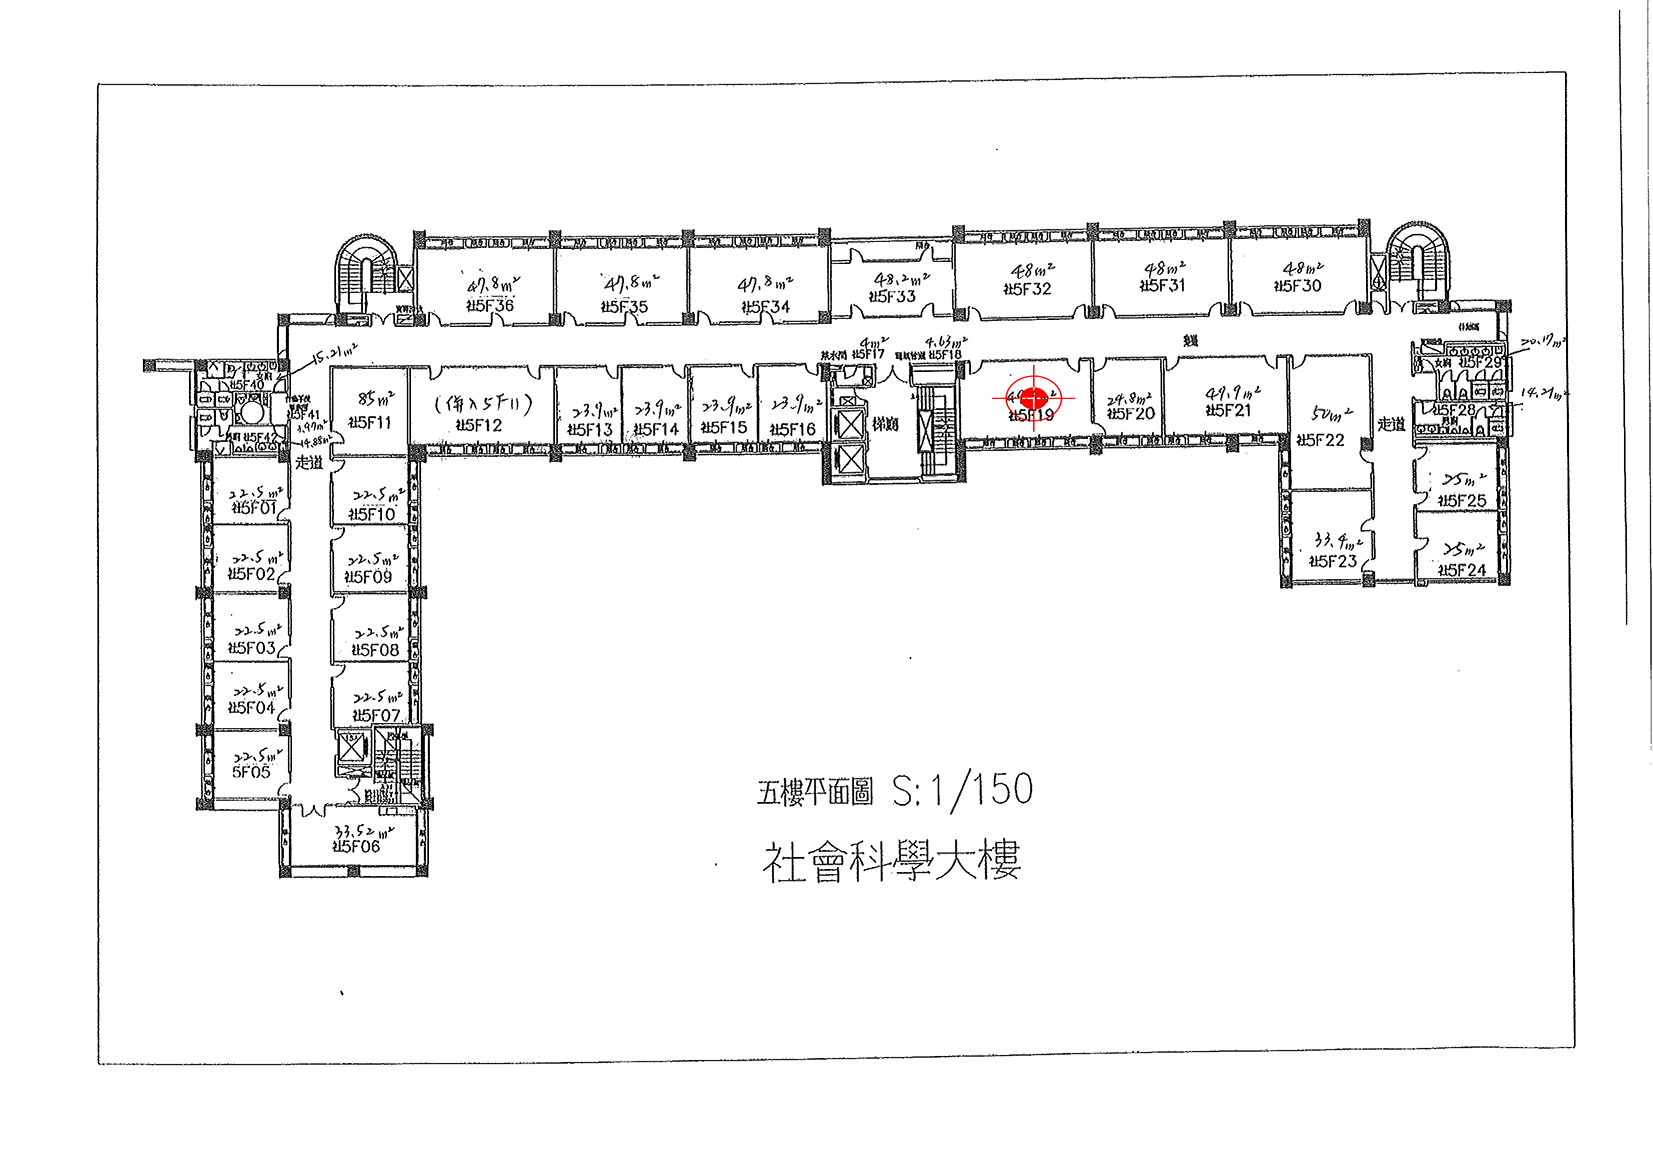 47.8m²
社5F36
47.8m²
社5F35
47.8m²
社5F34
48.2m²
社5F33
48m²
社5F32
48m²
社5F31
48m²
社5F30
15.21m²
女廁
社5F40
社5F41
3.97m²
社5F42
14.88m²
走道
85m²
社5F11
(併入5F11)
社5F12
23.9m²
社5F13
23.9m²
社5F14
23.9m²
社5F15
23.9m²
社5F16
茶水間
4m²
社5F17
4.63m²
社5F18
梯廳
社5F19
24.8m²
社5F20
49.9m²
社5F21
50m²
社5F22
走道
20.17m²
女廁
社5F29
14.21m²
社5F28
25m²
社5F25
33.4m²
社5F23
25m²
社5F24
22.5m²
社5F01
22.5m²
社5F10
22.5m²
社5F02
22.5m²
社5F09
22.5m²
社5F03
22.5m²
社5F08
22.5m²
社5F04
22.5m²
社5F07
22.5m²
5F05
33.52m²
社5F06
五樓平面圖 S:1/150
社會科學大樓